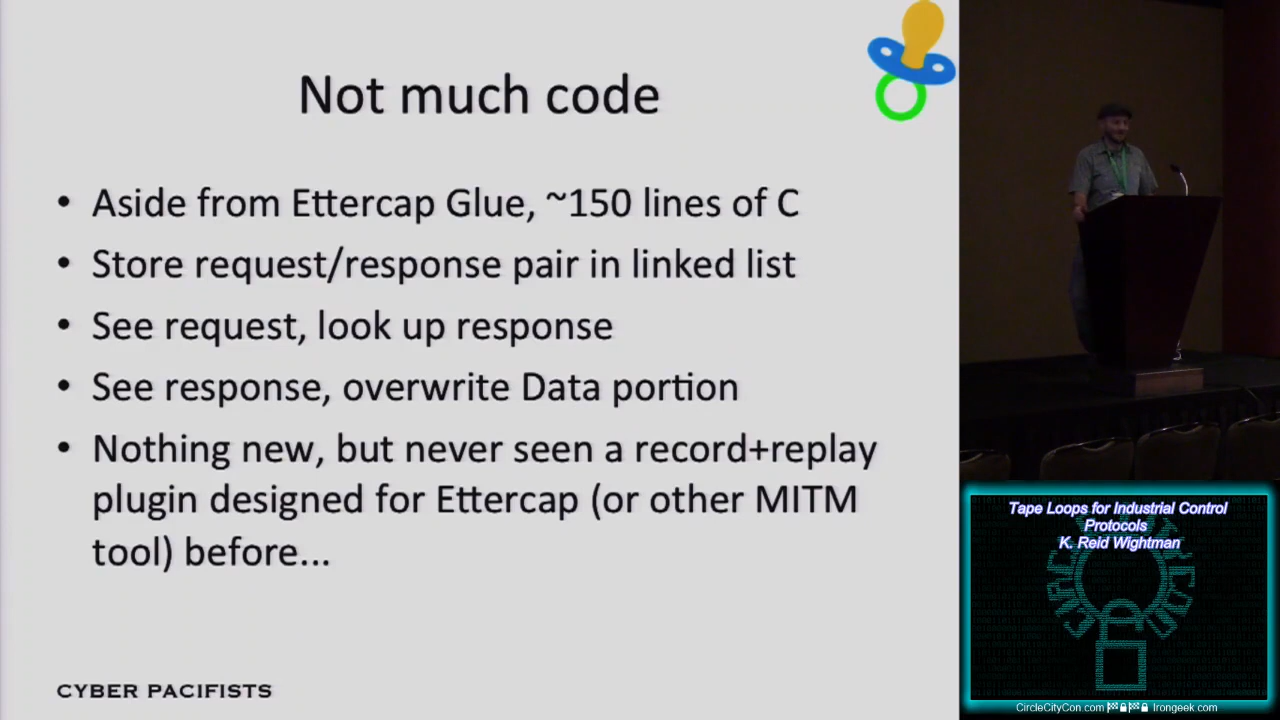 Not much code
• Aside from Ettercap Glue, ~150 lines of C
• Store request/response pair in linked list
• See request, look up response
• See response, overwrite Data portion
• Nothing new, but never seen a record+replay
plugin designed for Ettercap (or other MITM
tool) before...
CYBER PACIFISTS
Tape Loops for Industrial Control
Protocols
K. Reid Wightman
CircleCityCon.com
Irongeek.com